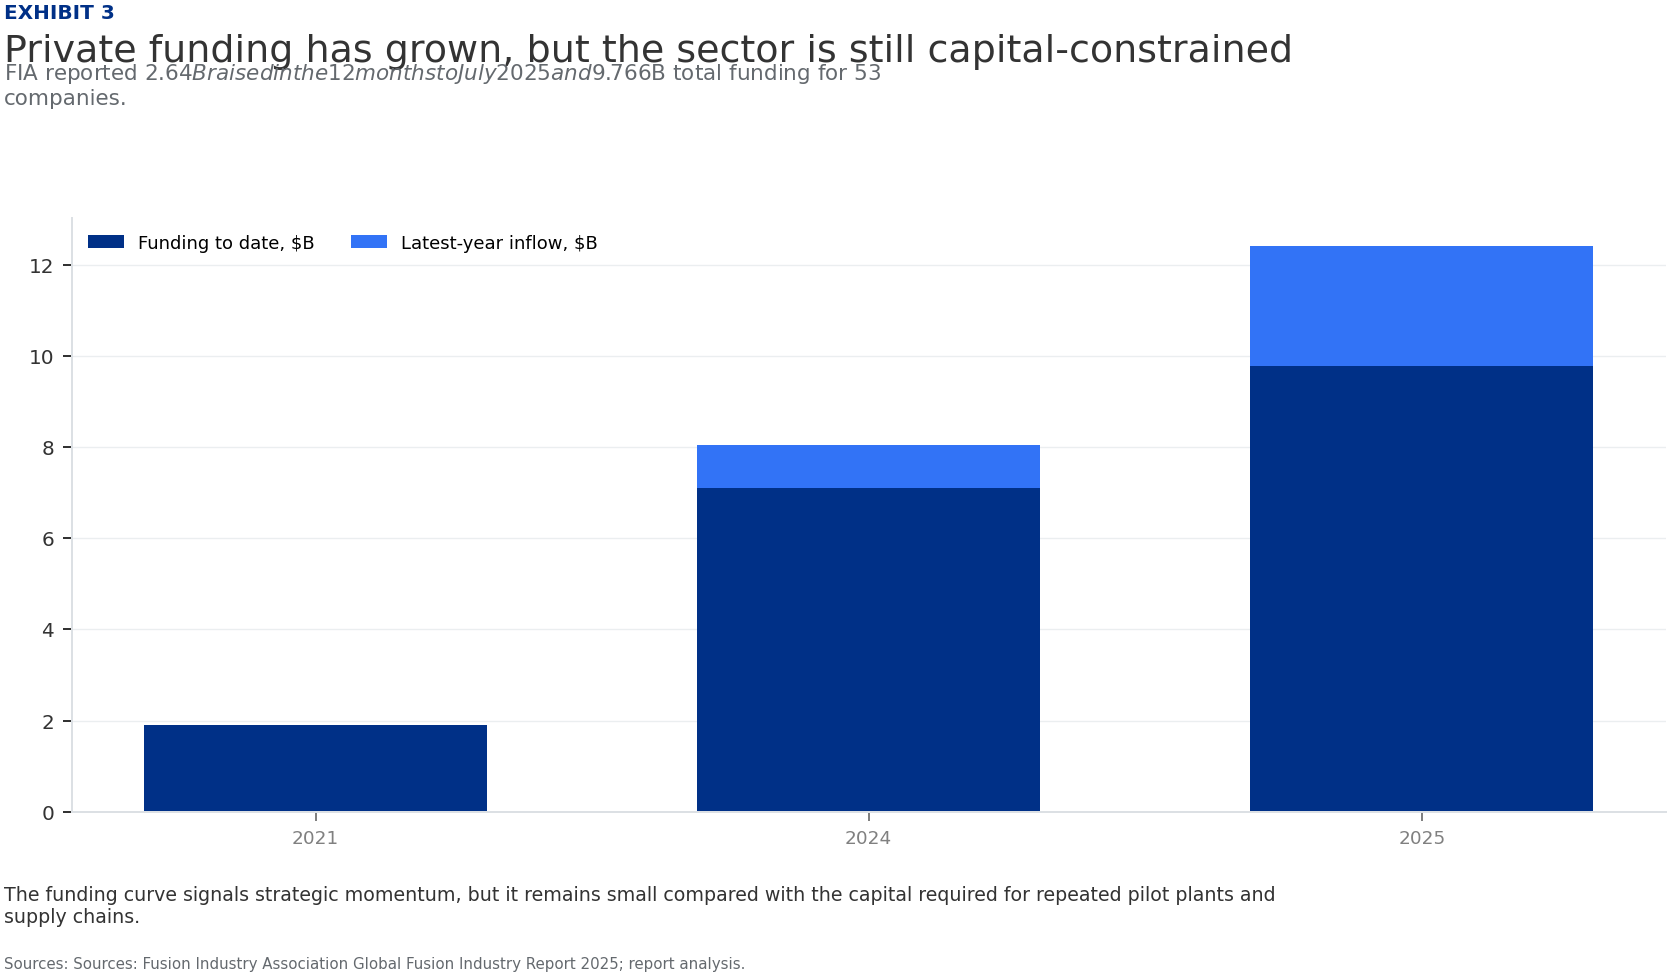 EXHIBIT 3
Private funding has grown, but the sector is still capital-constrained
FIA reported 2.64Braisedinthe12monthstoJuly2025and9.766B total funding for 53
companies.
Funding to date, $B
Latest-year inflow, $B
12
10
8
6
4
2
0
2021
2024
2025
The funding curve signals strategic momentum, but it remains small compared with the capital required for repeated pilot plants and
supply chains.
Sources: Sources: Fusion Industry Association Global Fusion Industry Report 2025; report analysis.